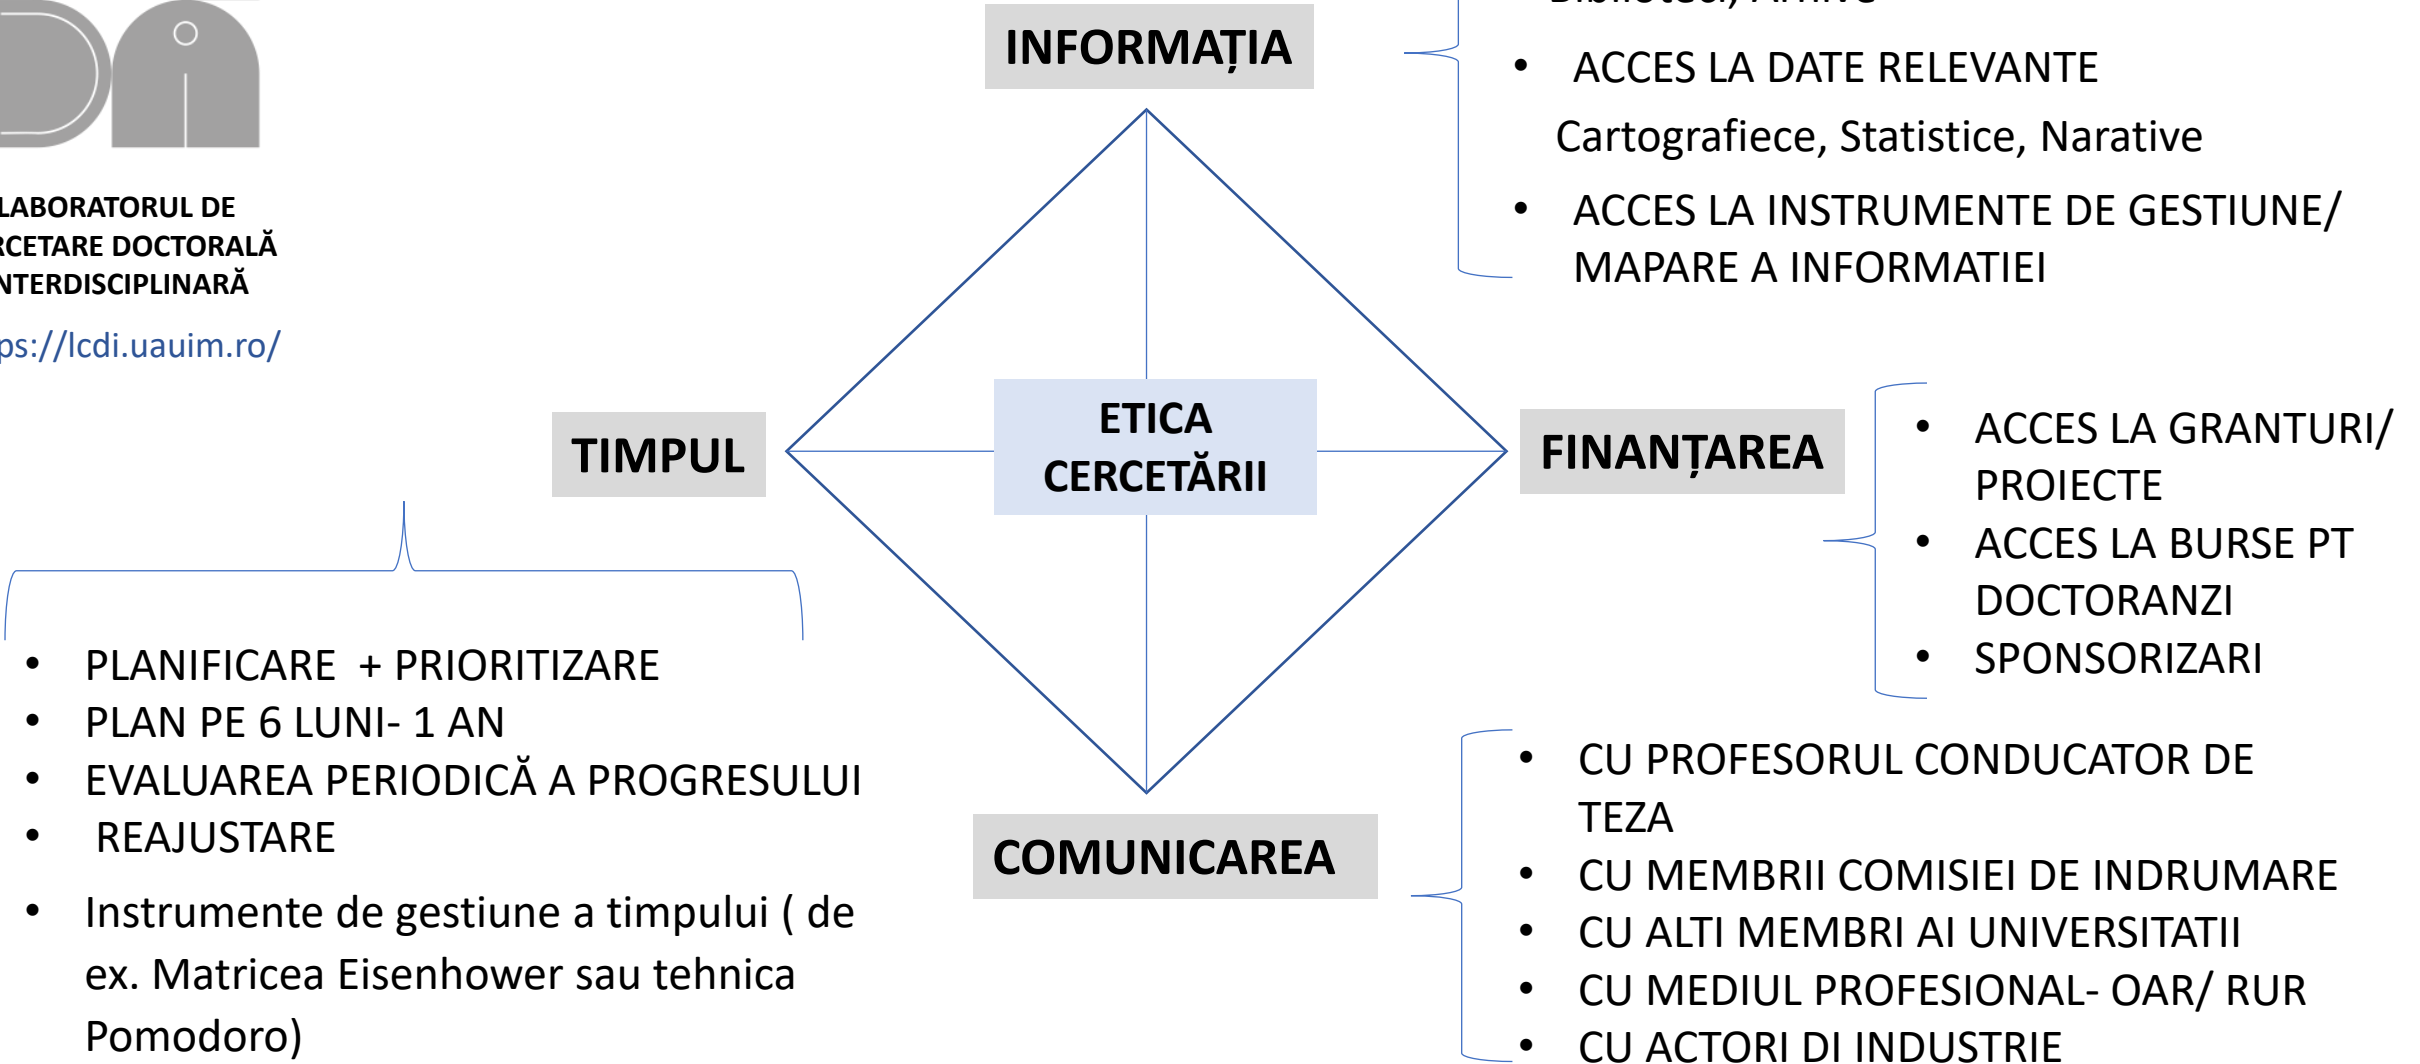 INFORMAȚIA
Biblioteci, Arhive
• ACCES LA DATE RELEVANTE
Cartografiece, Statistice, Narative
• ACCES LA INSTRUMENTE DE GESTIUNE/
MAPARE A INFORMATIEI
LABORATORUL DE
RCETARE DOCTORALĂ
NTERDISCIPLINARĂ
ps://lcdi.uauim.ro/
ETICA
CERCETĂRII
TIMPUL
FINANȚAREA
• ACCES LA GRANTURI/
PROIECTE
• ACCES LA BURSE PT
DOCTORANZI
• SPONSORIZARI
• PLANIFICARE + PRIORITIZARE
• PLAN PE 6 LUNI- 1 AN
• EVALUAREA PERIODICĂ A PROGRESULUI
• REAJUSTARE
• Instrumente de gestiune a timpului ( de
ex. Matricea Eisenhower sau tehnica
Pomodoro)
COMUNICAREA
• CU PROFESORUL CONDUCATOR DE
TEZA
• CU MEMBRII COMISIEI DE INDRUMARE
• CU ALTI MEMBRI AI UNIVERSITATII
• CU MEDIUL PROFESIONAL- OAR/ RUR
• CU ACTORI DI INDUSTRIE